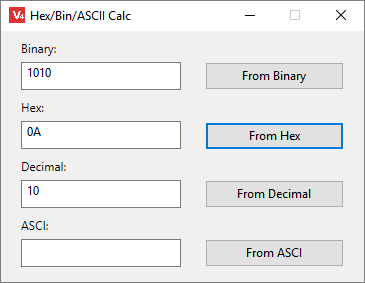 V4 Hex/Bin/ASCII Calc
Binary:
1010
From Binary
Hex:
0A
From Hex
Decimal:
10
From Decimal
ASCI:
From ASCI